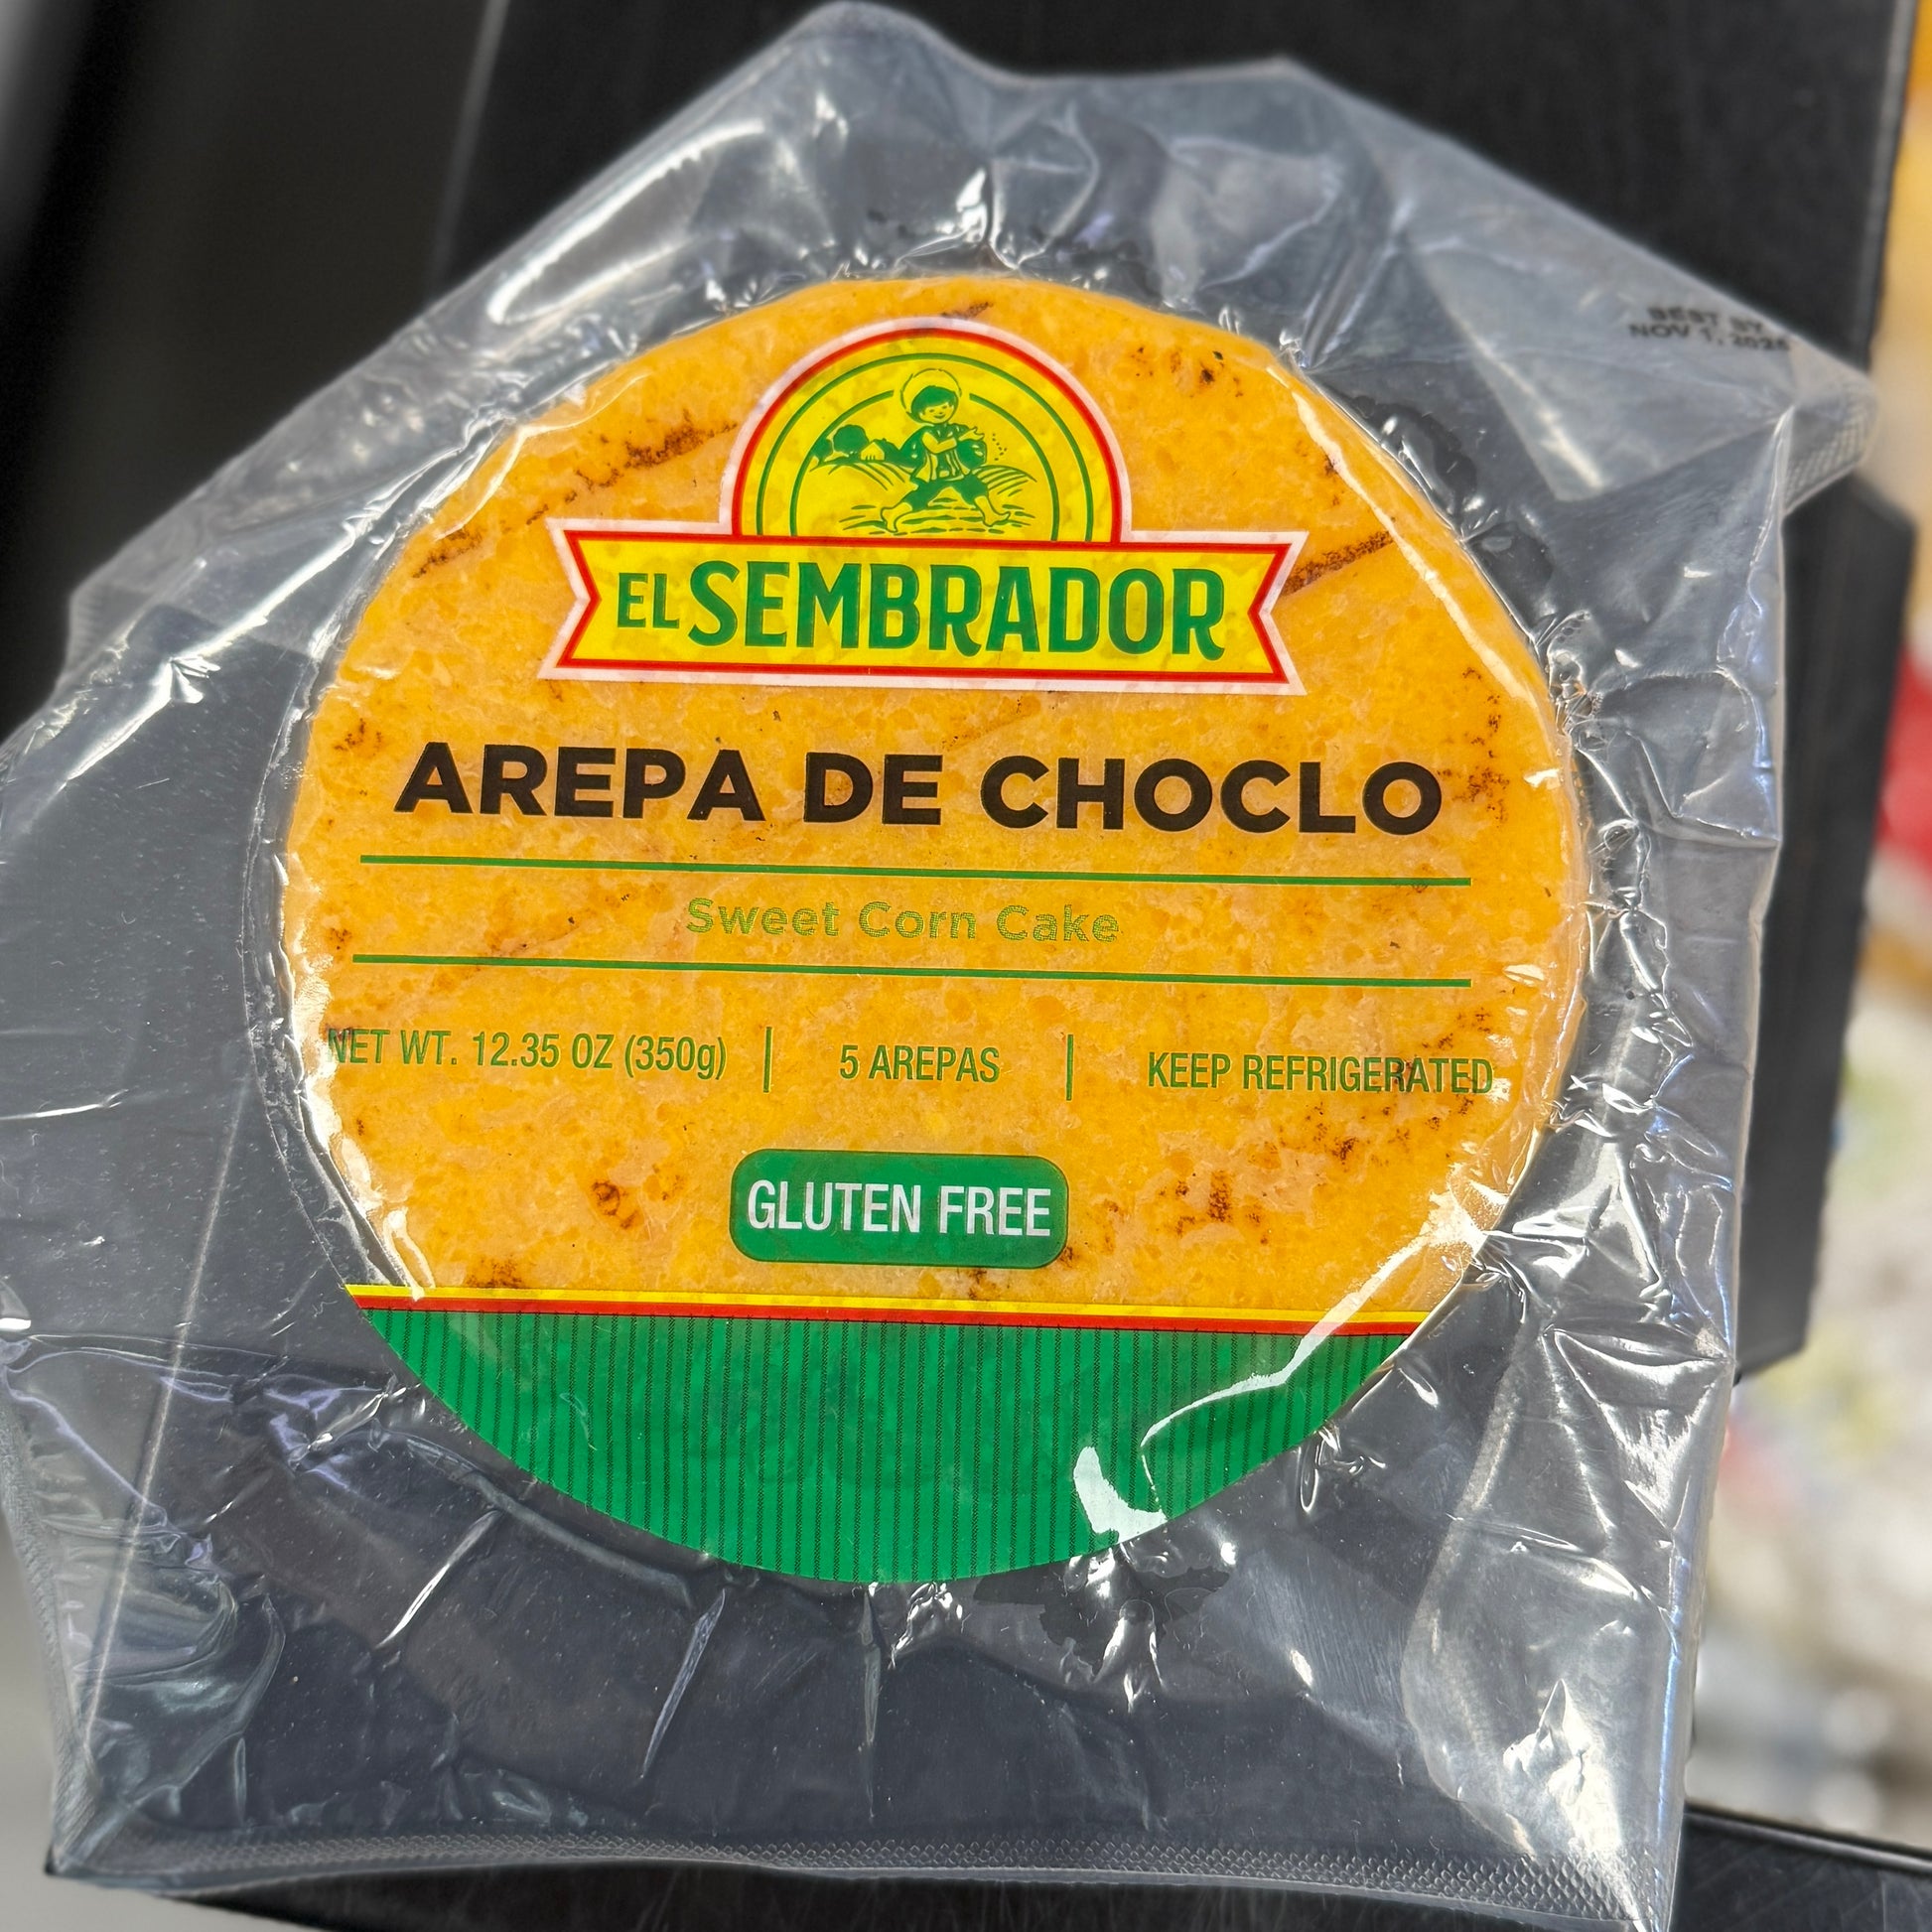 BEST BY
NOV 1, 2026
EL SEMBRADOR
AREPA DE CHOCLO
Sweet Corn Cake
NET WT. 12.35 OZ (350g) | 5 AREPAS | KEEP REFRIGERATED
GLUTEN FREE